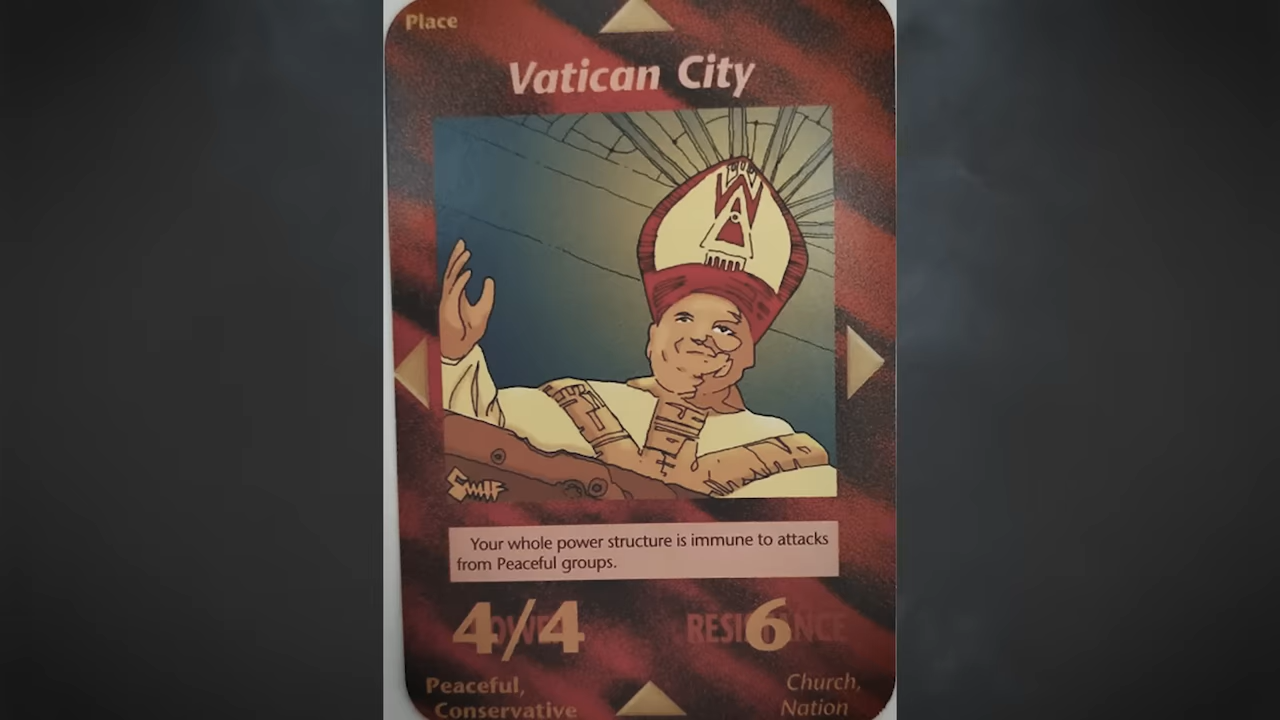 Place
Vatican City
Your whole power structure is immune to attacks
from Peaceful groups.
4/4
RESISTANCE
6
Peaceful,
Conservative
Church,
Nation